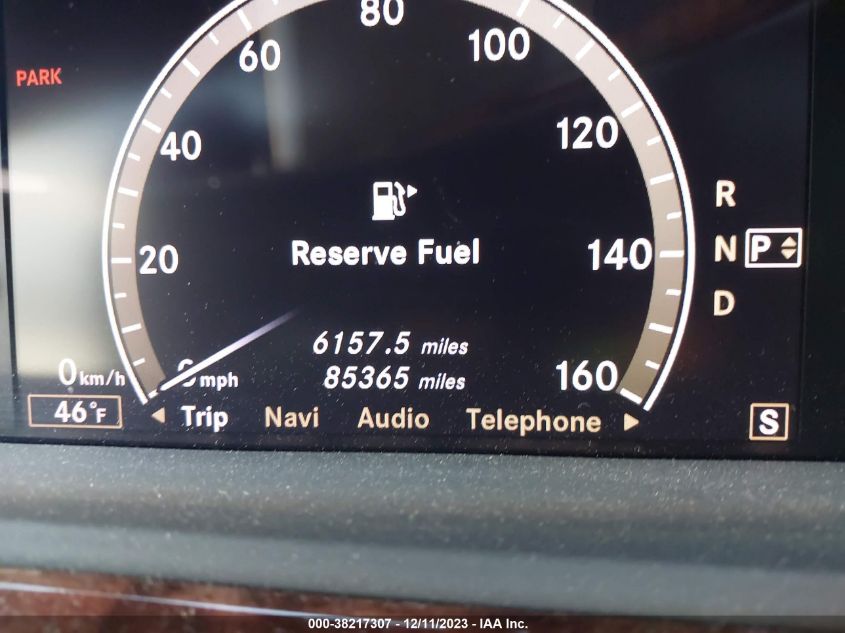 80
60
100
PARK
40
120
R
Reserve Fuel
20
140
N P
D
6157.5 miles
0 km/h
mph
85365 miles
160
46°F
Trip Navi Audio Telephone
S
000-38217307 - 12/11/2023 - IAA Inc.